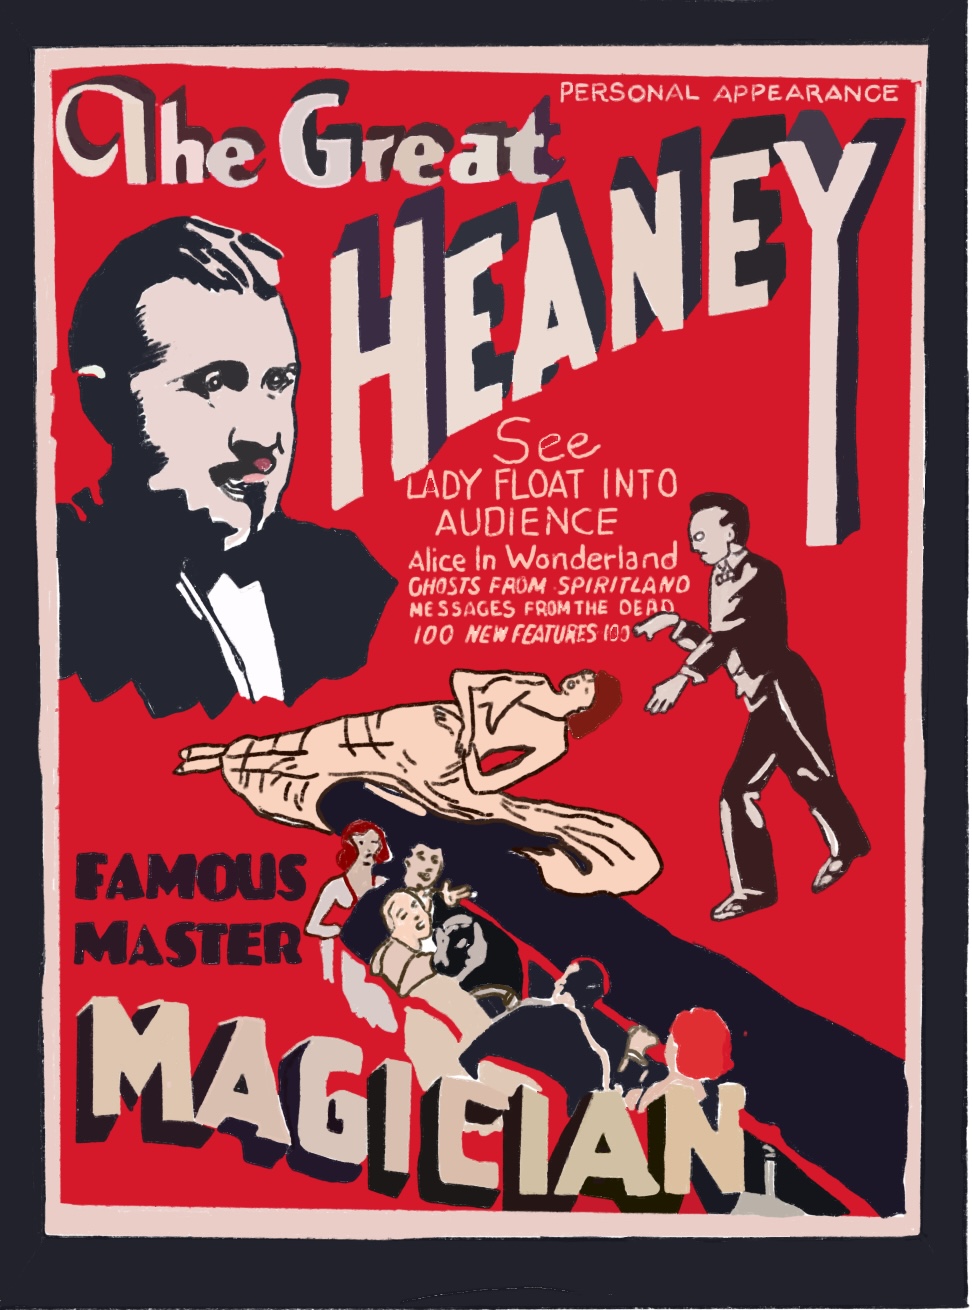 PERSONAL APPEARANCE
The Great
HEANEY
See
LADY FLOAT INTO
AUDIENCE
Alice In Wonderland
GHOSTS FROM SPIRITLAND
MESSAGES FROM THE DEAD
100 NEW FEATURES 100
FAMOUS
MASTER
MAGICIAN